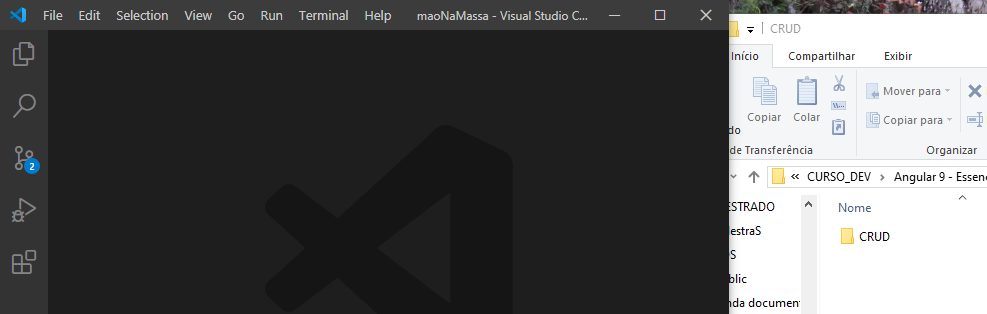 File Edit Selection View Go Run Terminal Help maoNaMassa - Visual Studio C...
2
CRUD
Início Compartilhar Exibir
Copiar Colar
Mover para
Copiar para
do
de Transferência Organizar
« CURSO_DEV > Angular 9 - Essen
ESTRADO
estraS
S
blic
nda document
Nome
CRUD